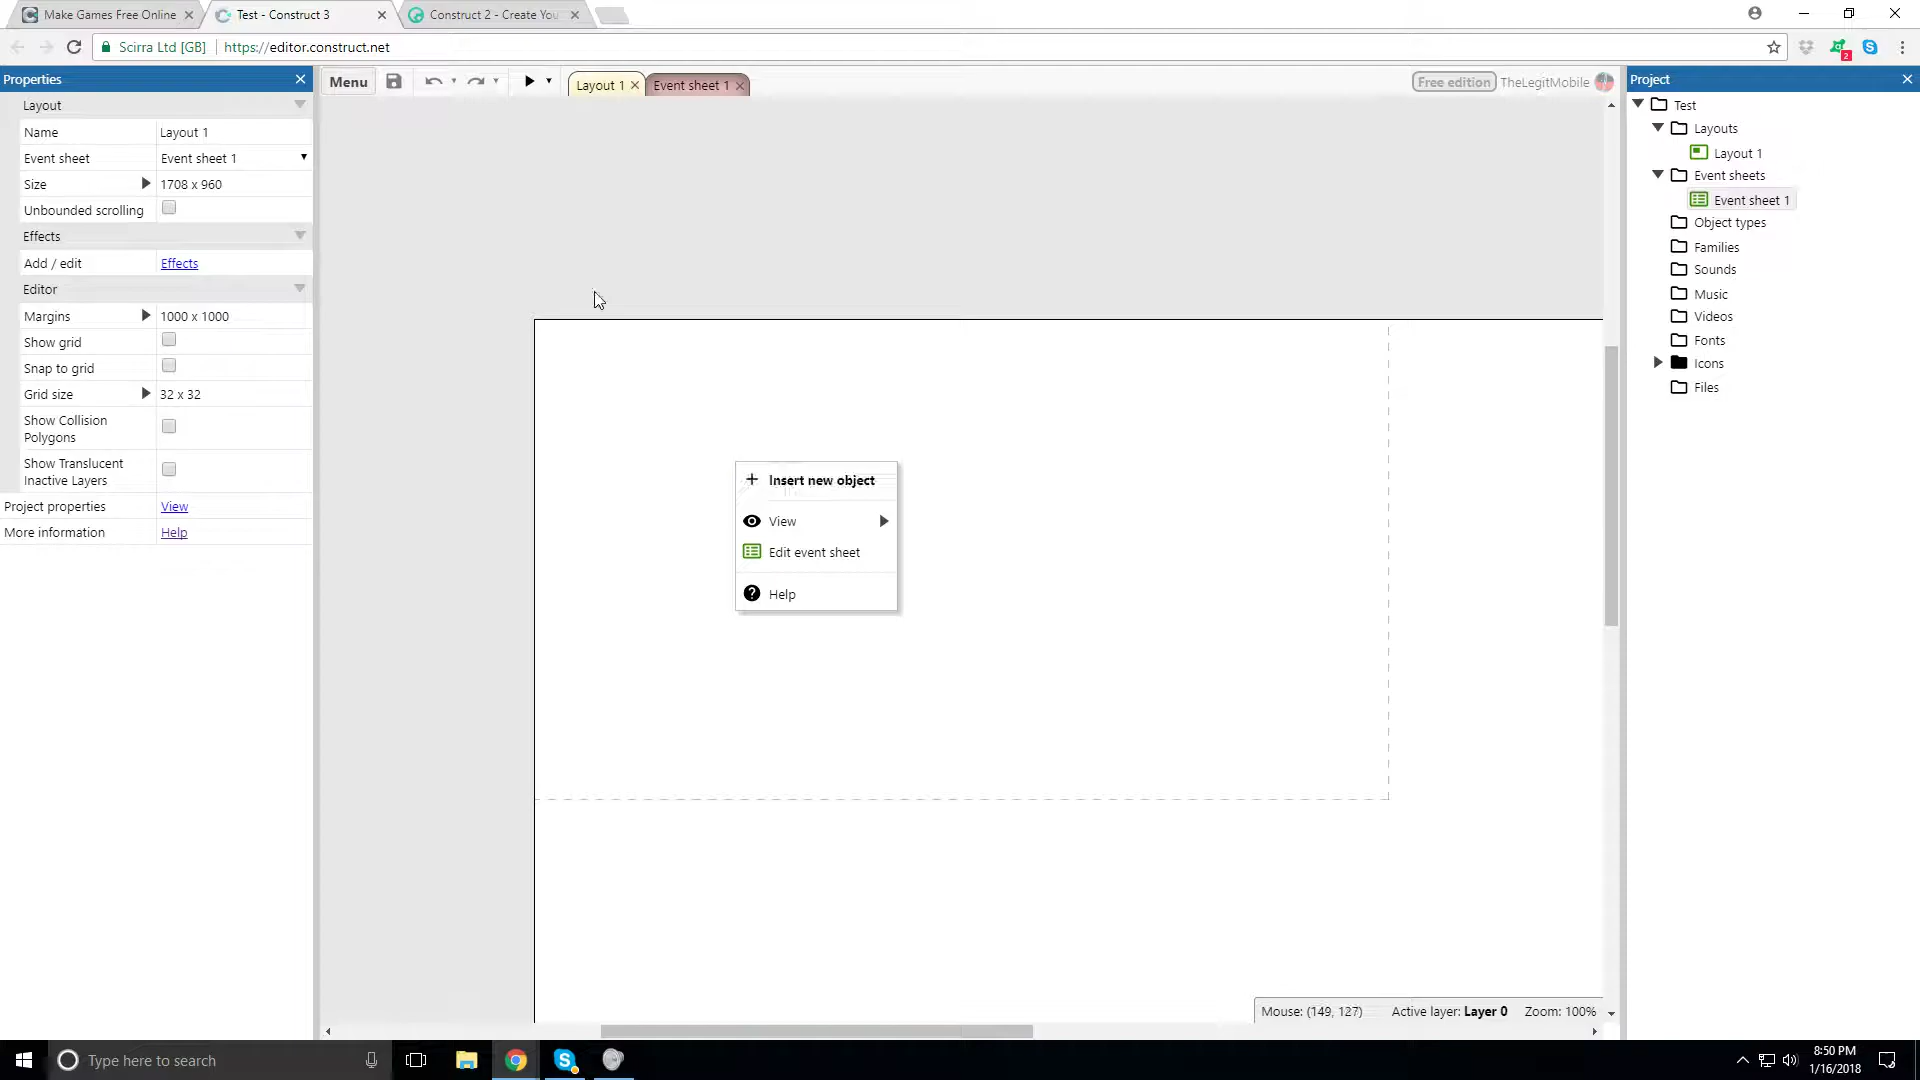 Make Games Free Online
Test - Construct 3
Construct 2 - Create You
Scirra Ltd [GB]
https://editor.construct.net
Properties
Menu
Layout 1
Event sheet 1
Free edition
TheLegitMobile
Project
Layout
Name
Layout 1
Event sheet
Event sheet 1
Size
1708 x 960
Unbounded scrolling
Effects
Add / edit
Effects
Editor
Margins
1000 x 1000
Show grid
Snap to grid
Grid size
32 x 32
Show Collision
Polygons
Show Translucent
Inactive Layers
Project properties
View
More information
Help
Insert new object
View
Edit event sheet
Help
Test
Layouts
Layout 1
Event sheets
Event sheet 1
Object types
Families
Sounds
Music
Videos
Fonts
Icons
Files
Mouse: (149, 127)
Active layer: Layer 0
Zoom: 100%
Type here to search
8:50 PM
1/16/2018
2